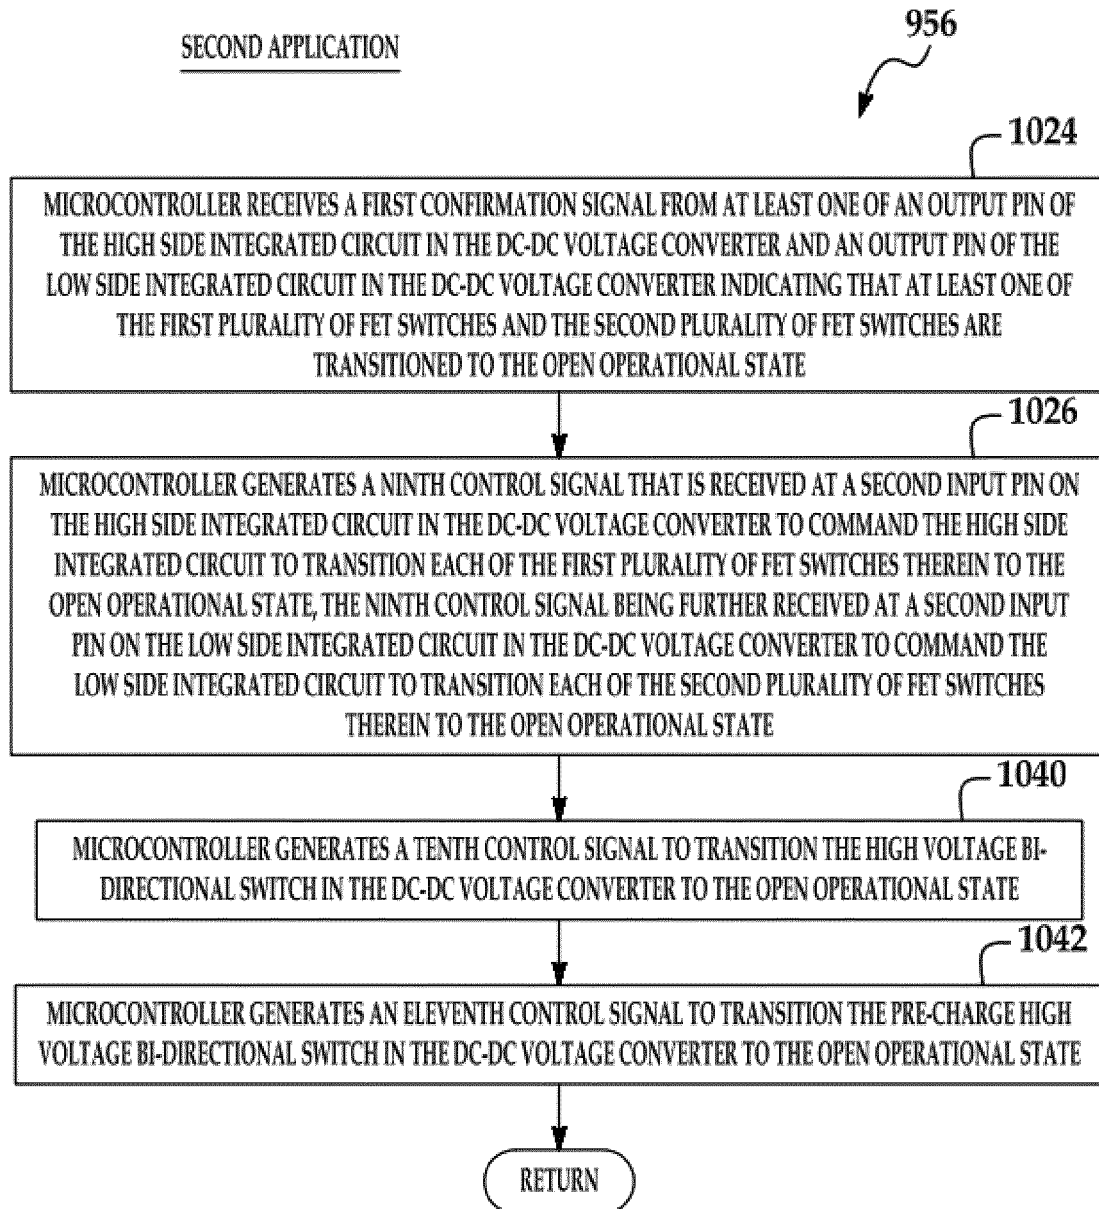 SECOND APPLICATION
956
1024
MICROCONTROLLER RECEIVES A FIRST CONFIRMATION SIGNAL FROM AT LEAST ONE OF AN OUTPUT PIN OF
THE HIGH SIDE INTEGRATED CIRCUIT IN THE DC-DC VOLTAGE CONVERTER AND AN OUTPUT PIN OF THE
LOW SIDE INTEGRATED CIRCUIT IN THE DC-DC VOLTAGE CONVERTER INDICATING THAT AT LEAST ONE OF
THE FIRST PLURALITY OF FET SWITCHES AND THE SECOND PLURALITY OF FET SWITCHES ARE
TRANSITIONED TO THE OPEN OPERATIONAL STATE
1026
MICROCONTROLLER GENERATES A NINTH CONTROL SIGNAL THAT IS RECEIVED AT A SECOND INPUT PIN ON
THE HIGH SIDE INTEGRATED CIRCUIT IN THE DC-DC VOLTAGE CONVERTER TO COMMAND THE HIGH SIDE
INTEGRATED CIRCUIT TO TRANSITION EACH OF THE FIRST PLURALITY OF FET SWITCHES THEREIN TO THE
OPEN OPERATIONAL STATE, THE NINTH CONTROL SIGNAL BEING FURTHER RECEIVED AT A SECOND INPUT
PIN ON THE LOW SIDE INTEGRATED CIRCUIT IN THE DC-DC VOLTAGE CONVERTER TO COMMAND THE
LOW SIDE INTEGRATED CIRCUIT TO TRANSITION EACH OF THE SECOND PLURALITY OF FET SWITCHES
THEREIN TO THE OPEN OPERATIONAL STATE
1040
MICROCONTROLLER GENERATES A TENTH CONTROL SIGNAL TO TRANSITION THE HIGH VOLTAGE BI-
DIRECTIONAL SWITCH IN THE DC-DC VOLTAGE CONVERTER TO THE OPEN OPERATIONAL STATE
1042
MICROCONTROLLER GENERATES AN ELEVENTH CONTROL SIGNAL TO TRANSITION THE PRE-CHARGE HIGH
VOLTAGE BI-DIRECTIONAL SWITCH IN THE DC-DC VOLTAGE CONVERTER TO THE OPEN OPERATIONAL STATE
RETURN